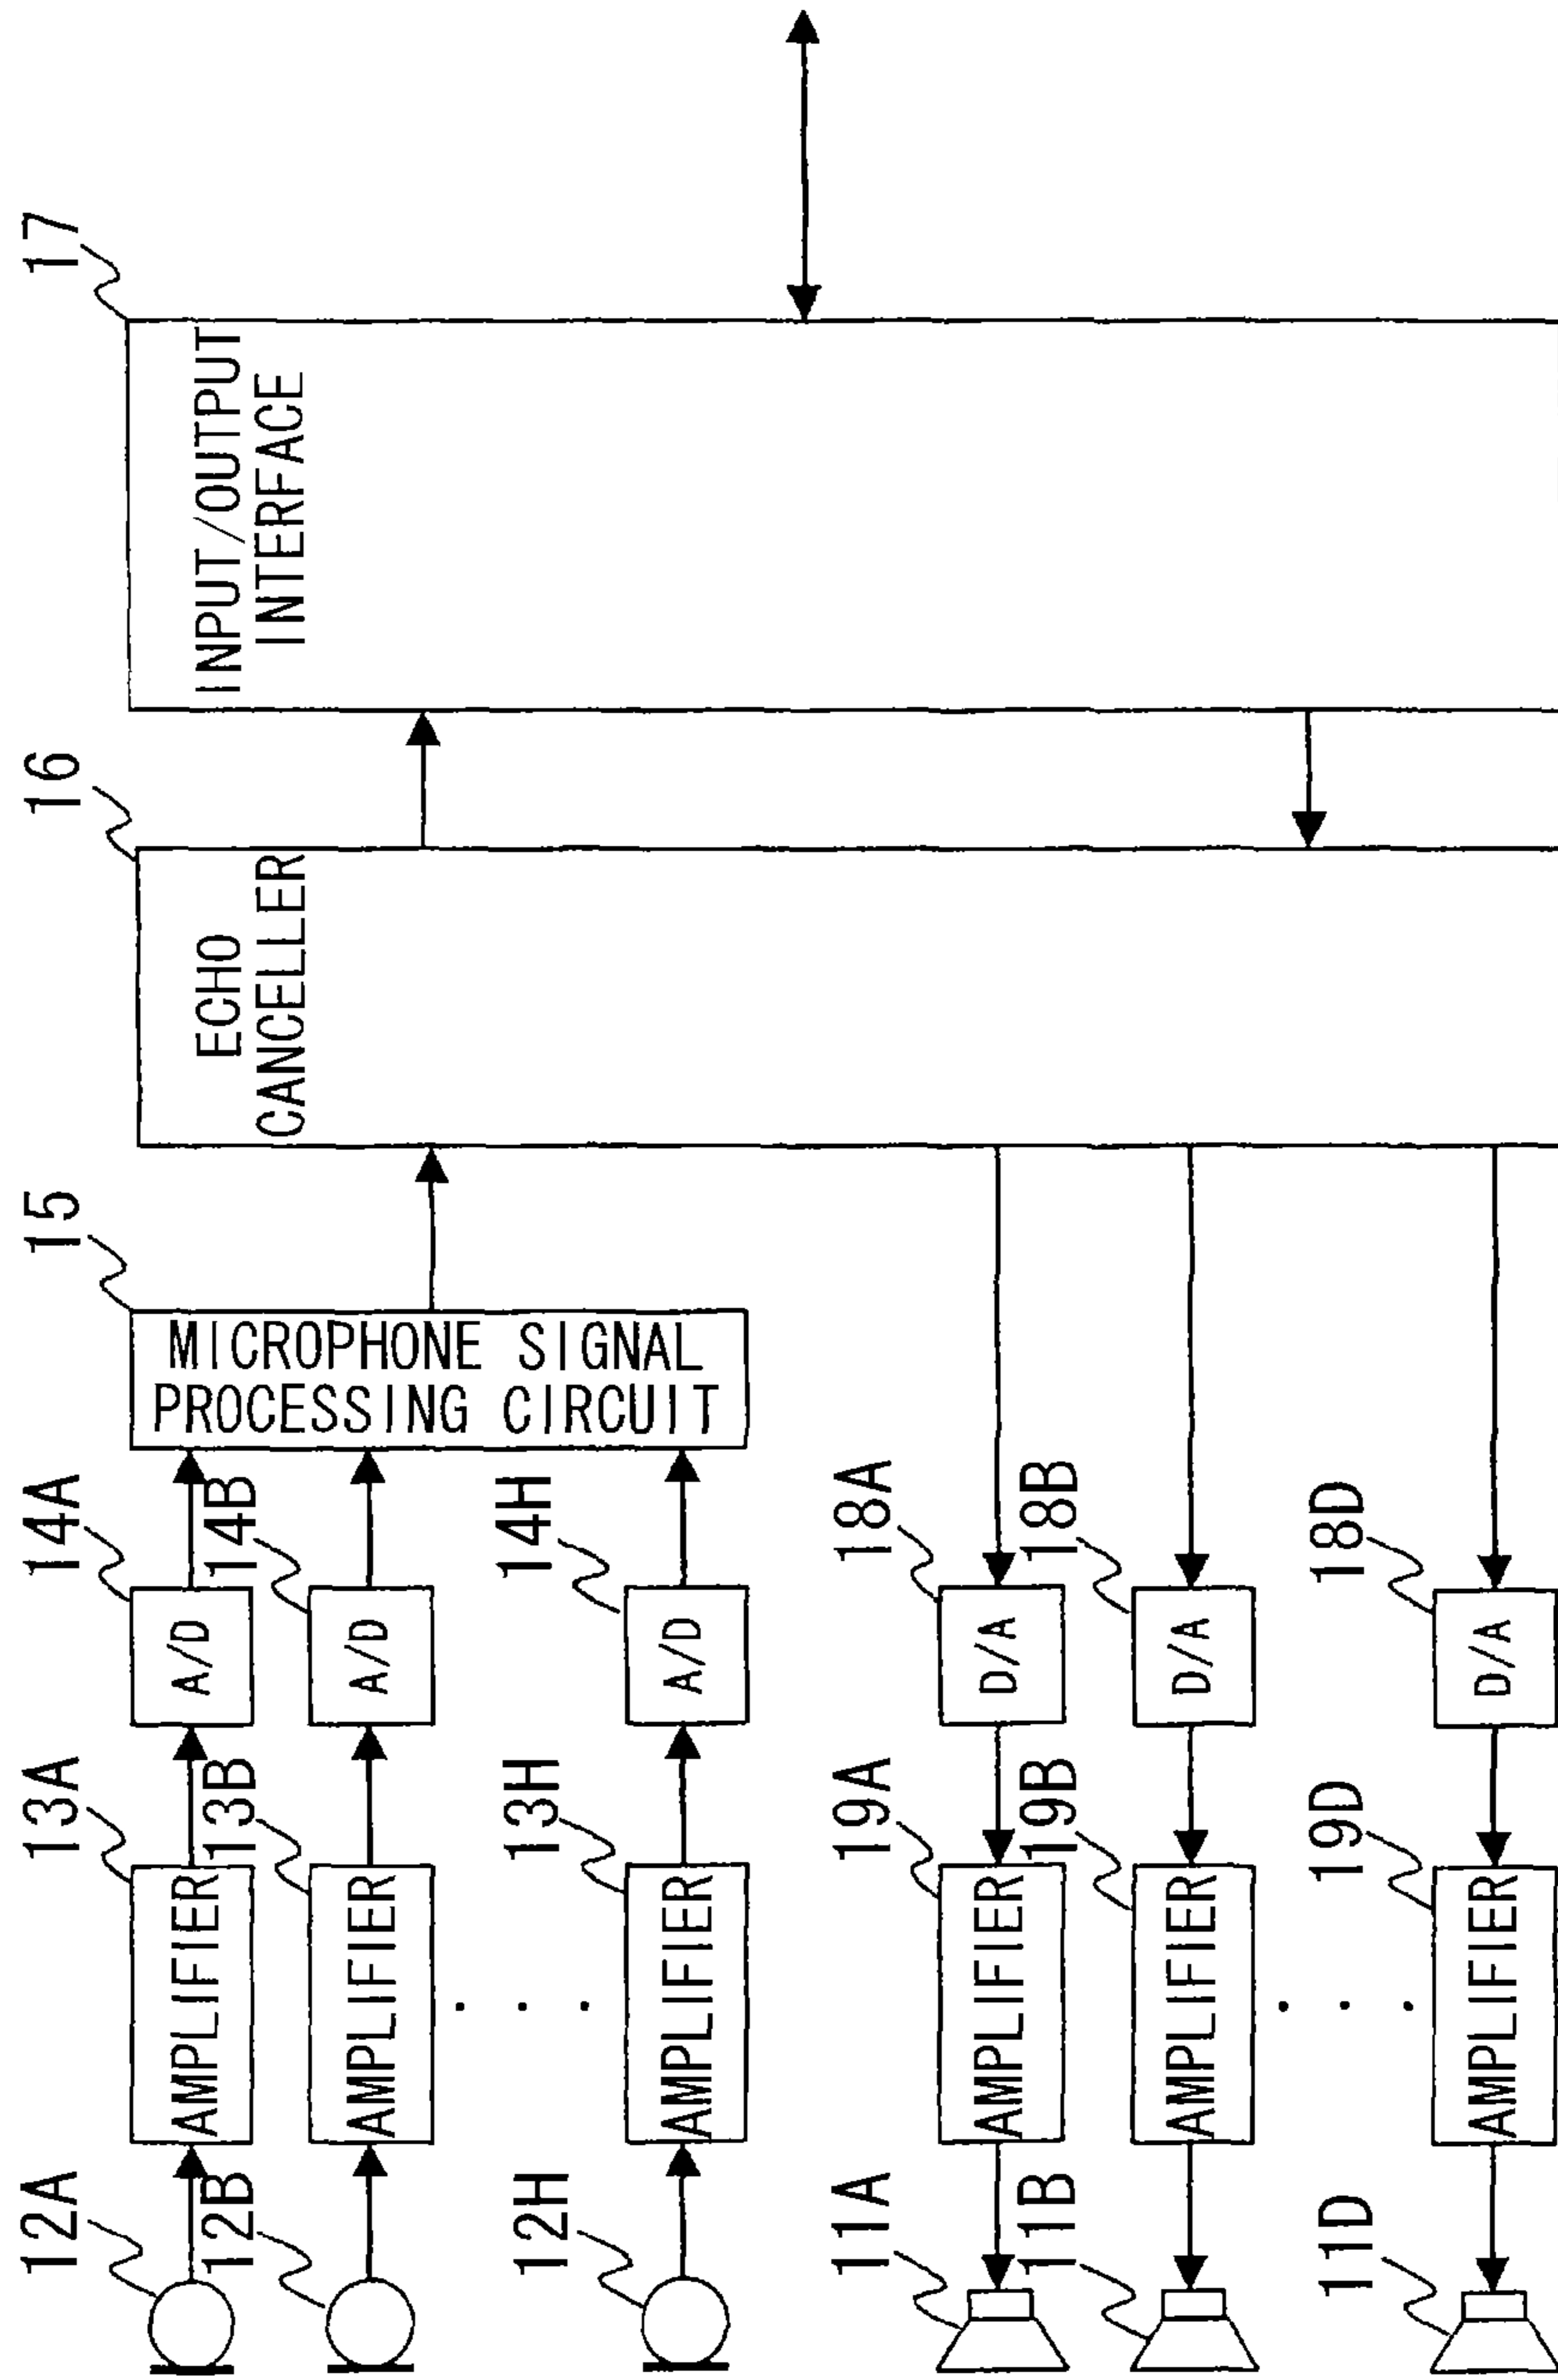 12A
13A
14A
15
16
17
AMPLIFIER
A/D
MICROPHONE SIGNAL
PROCESSING CIRCUIT
ECHO
CANCELLER
INPUT/OUTPUT
INTERFACE
12B
13B
14B
AMPLIFIER
A/D
. . .
12H
13H
14H
AMPLIFIER
A/D
11A
19A
18A
AMPLIFIER
D/A
11B
19B
18B
AMPLIFIER
D/A
. . .
11D
19D
18D
AMPLIFIER
D/A